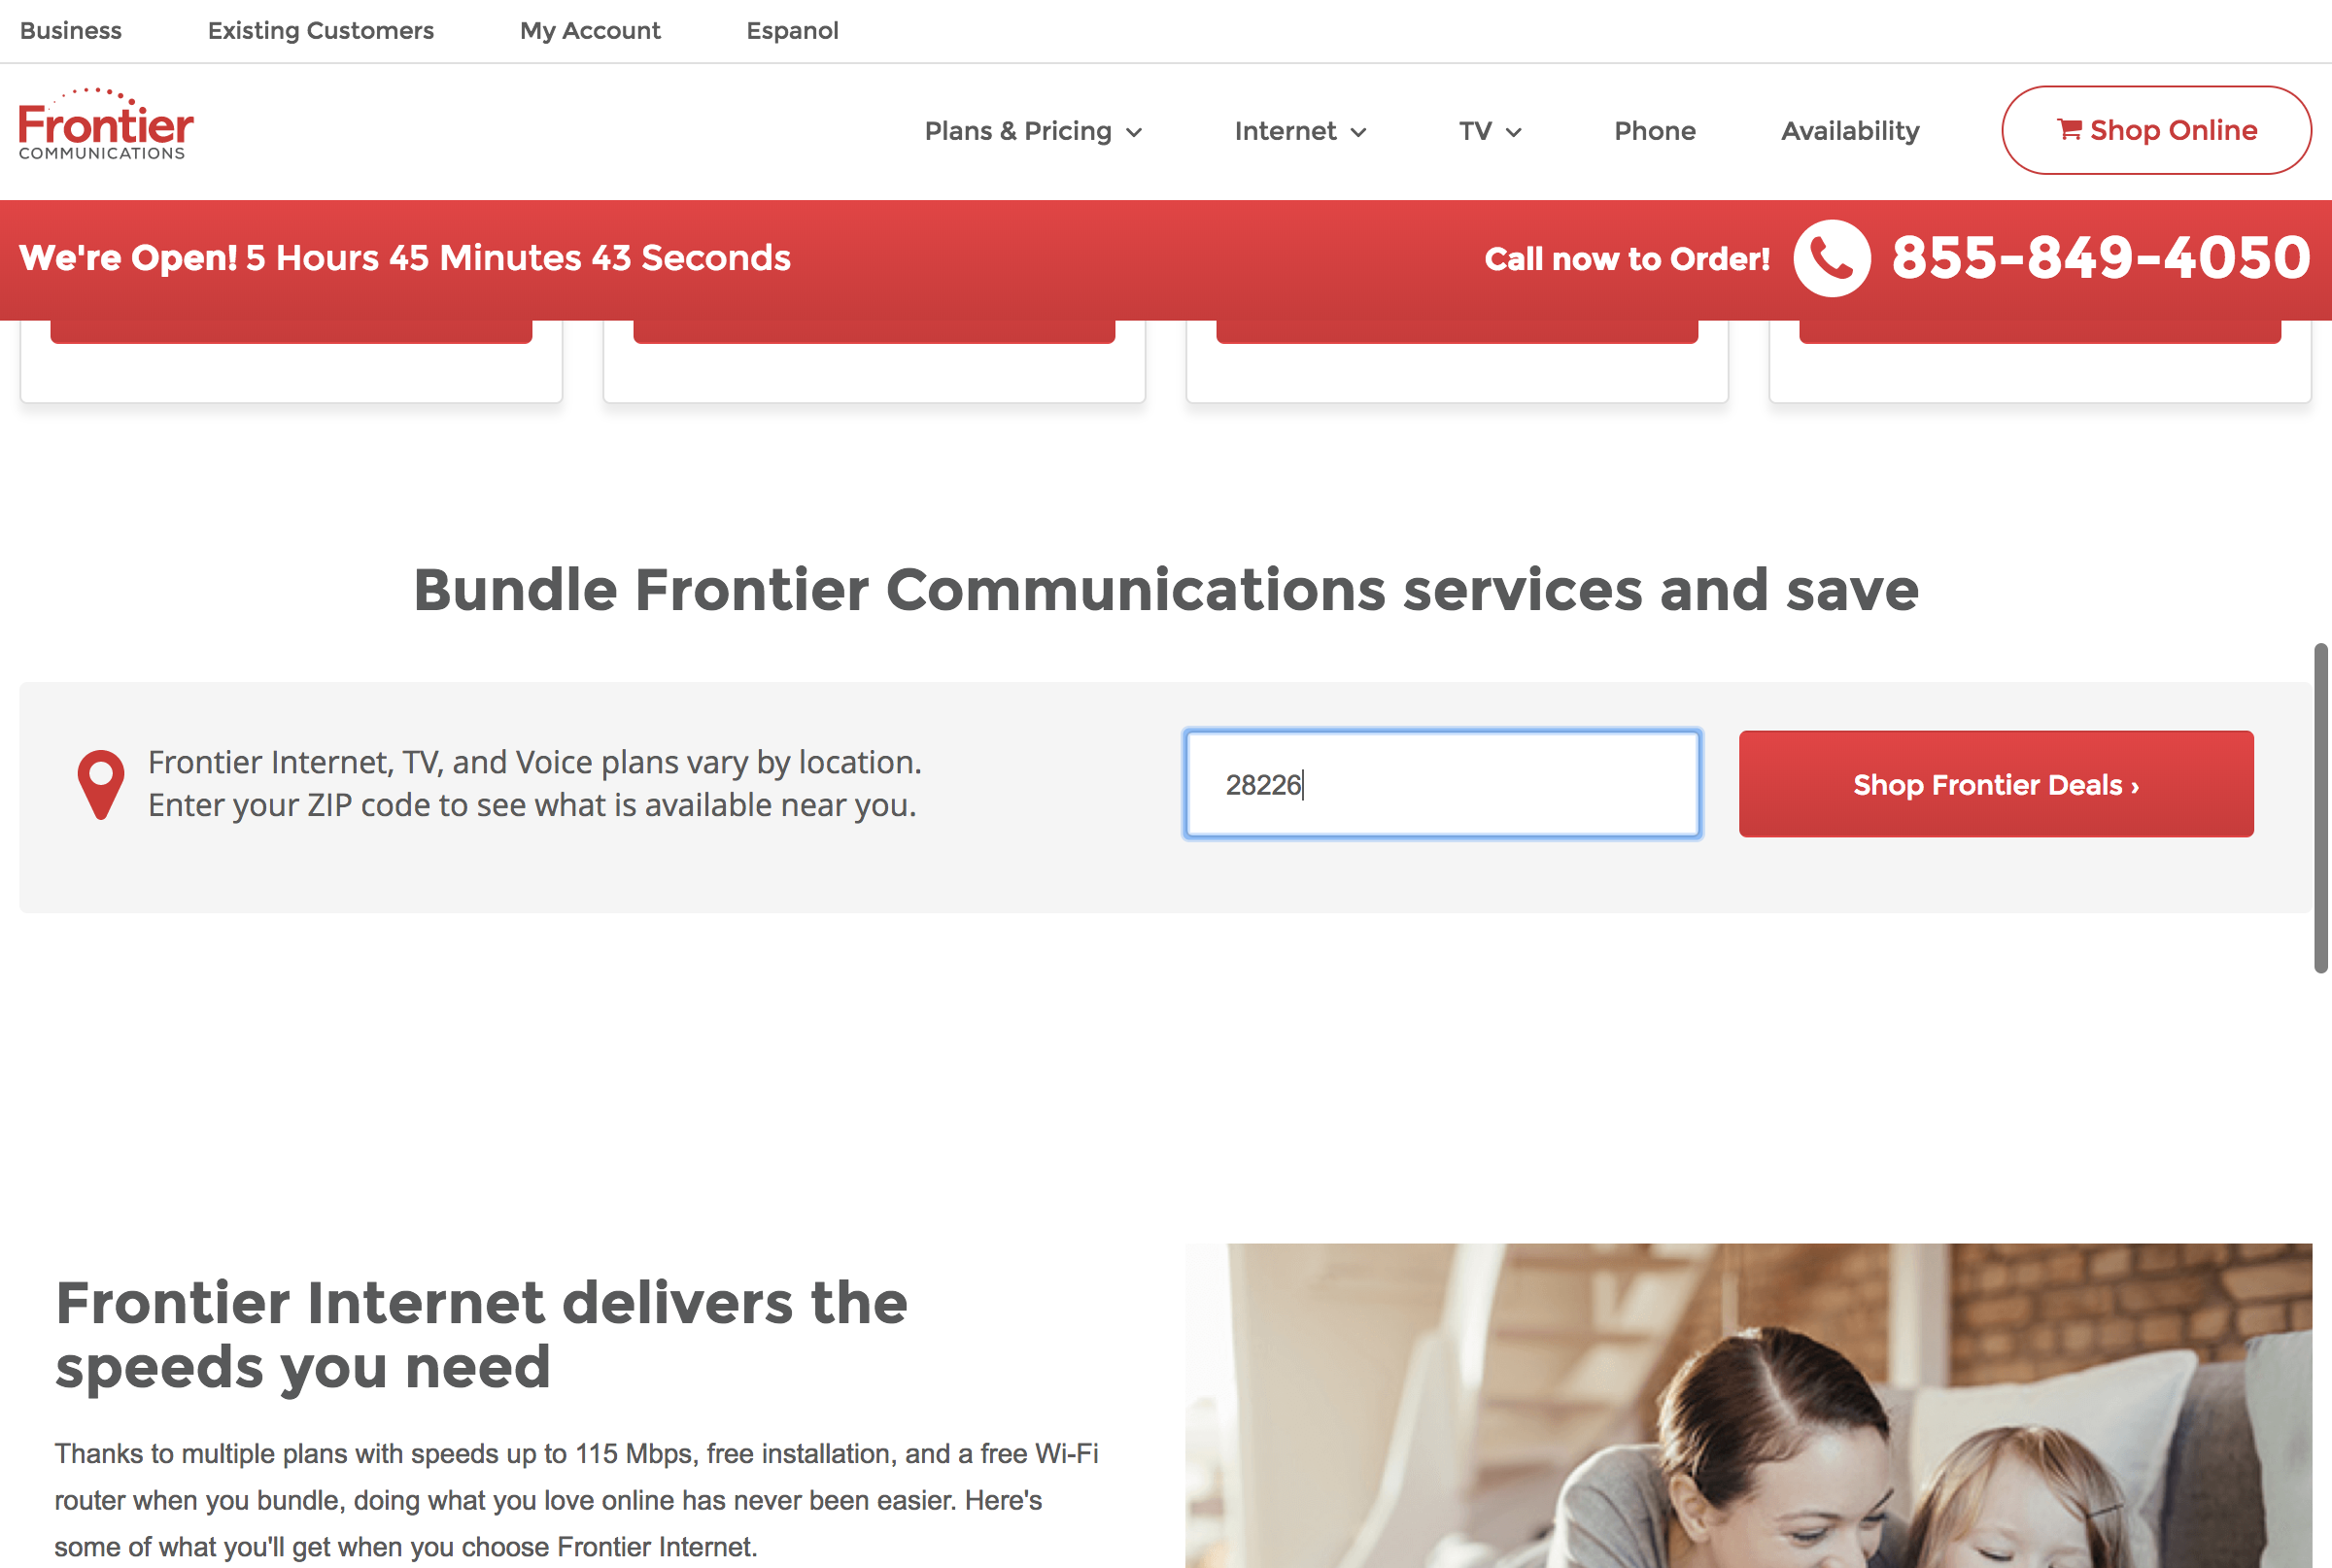 Business Existing Customers My Account Espanol
Frontier
COMMUNICATIONS
Plans & Pricing Internet TV Phone Availability Shop Online
We're Open! 5 Hours 45 Minutes 43 Seconds
Call now to Order! 855-849-4050
Bundle Frontier Communications services and save
Frontier Internet, TV, and Voice plans vary by location.
Enter your ZIP code to see what is available near you.
28226
Shop Frontier Deals ›
Frontier Internet delivers the
speeds you need
Thanks to multiple plans with speeds up to 115 Mbps, free installation, and a free Wi-Fi
router when you bundle, doing what you love online has never been easier. Here's
some of what you'll get when you choose Frontier Internet.